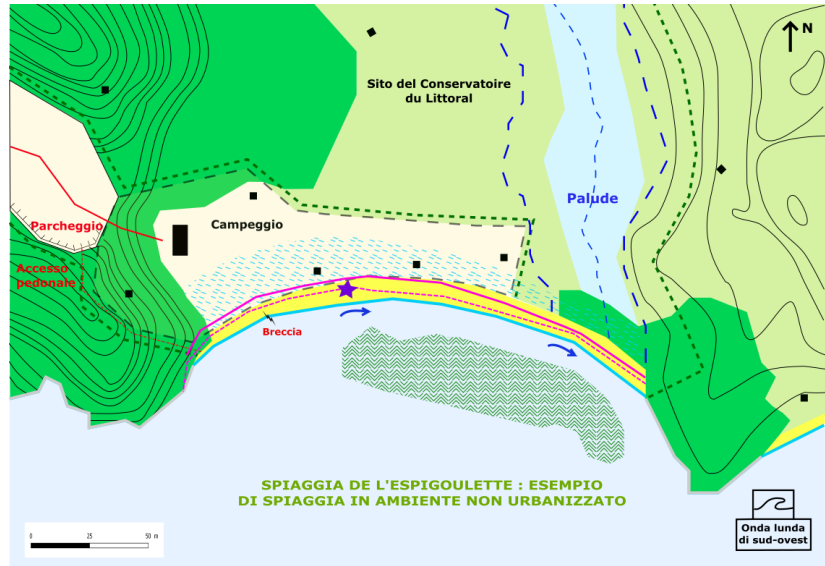 N
Sito del Conservatoire
du Littoral
Palude
Parcheggio
Campeggio
Accesso
pedonale
Breccia
SPIAGGIA DE L'ESPIGOULETTE : ESEMPIO
DI SPIAGGIA IN AMBIENTE NON URBANIZZATO
0 25 50 m
Onda lunda
di sud-ovest